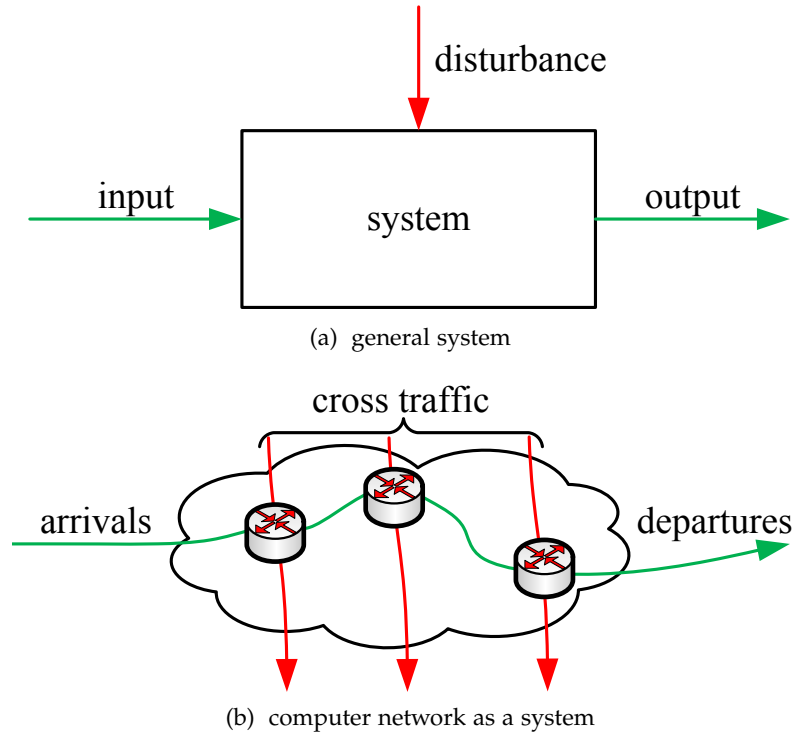 disturbance
input
system
output
(a) general system
cross traffic
arrivals
departures
(b) computer network as a system